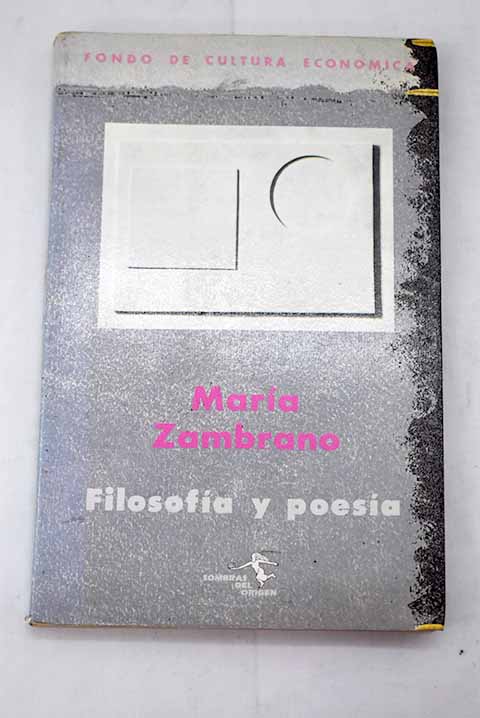 FONDO DE CULTURA ECONOMICA
María
Zambrano
Filosofía y poesía
SOMBRAS
DEL
ORIGEN